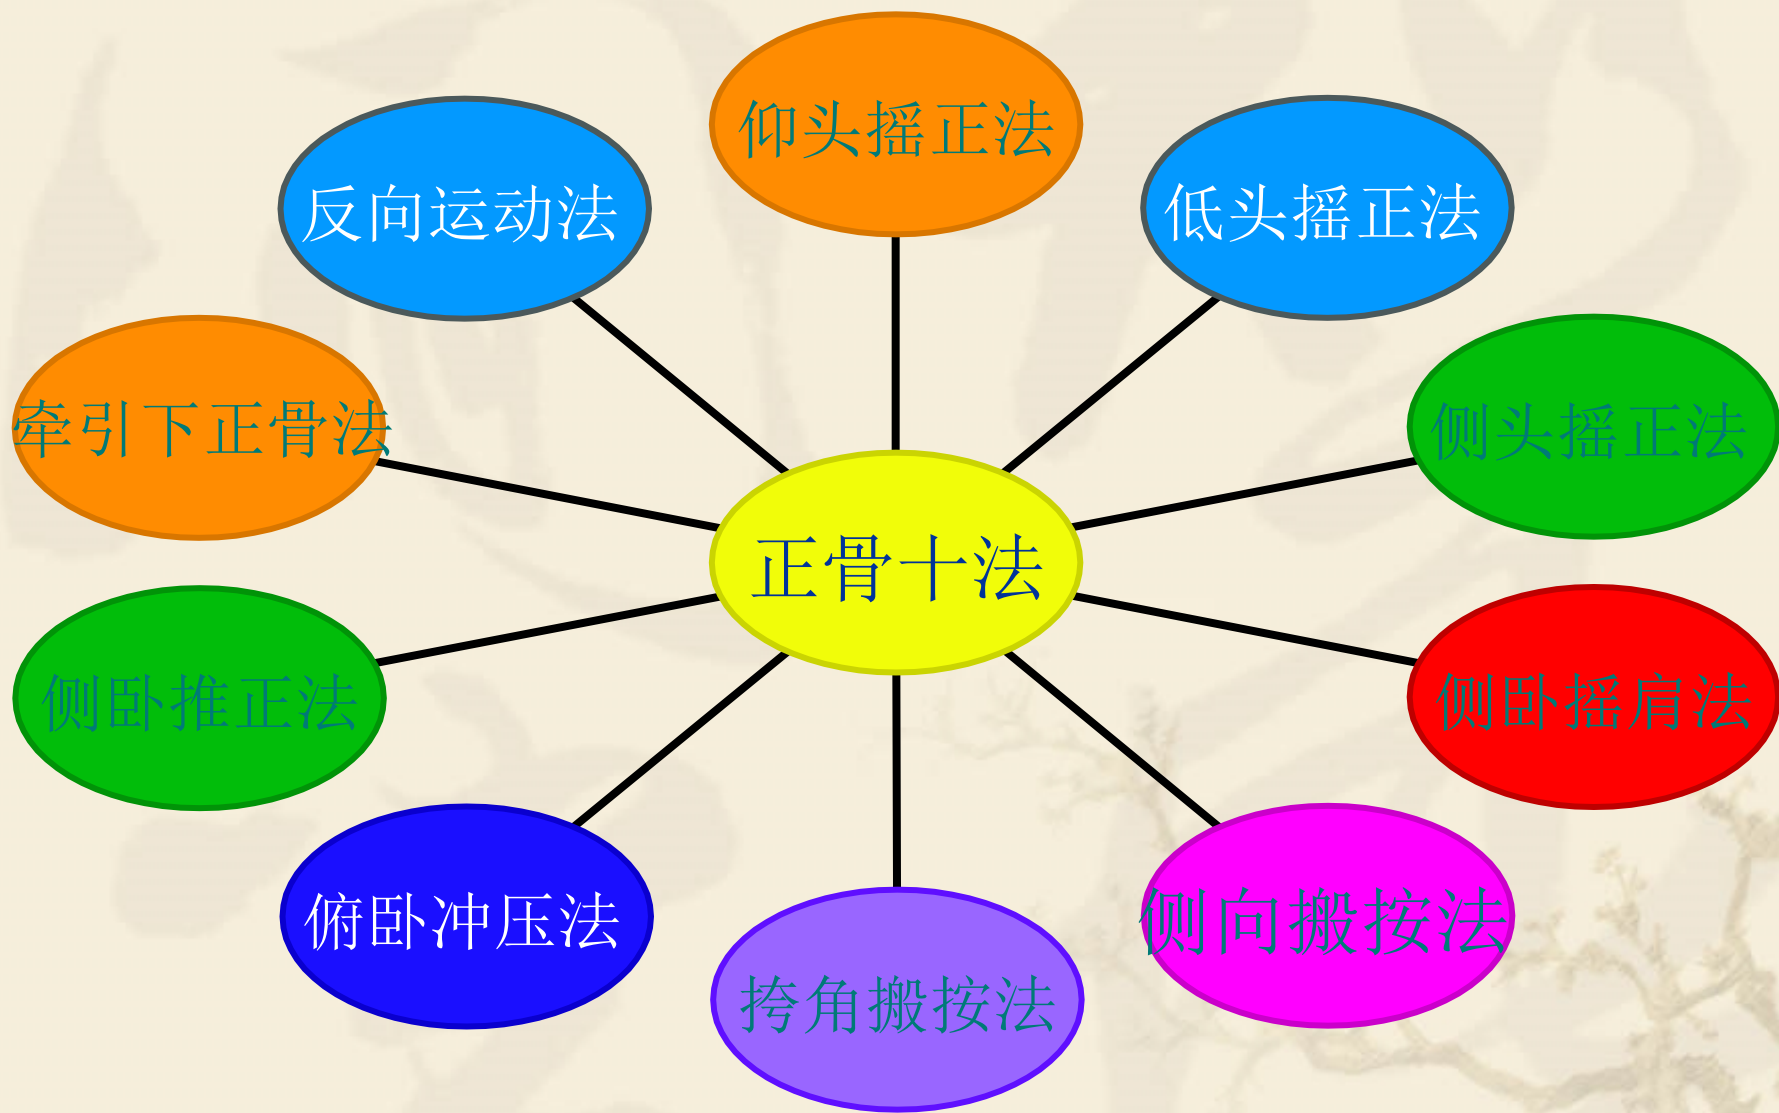 仰头摇正法
反向运动法
低头摇正法
牵引下正骨法
侧头摇正法
正骨十法
侧卧推正法
侧卧摇肩法
俯卧冲压法
侧向搬按法
挎角搬按法